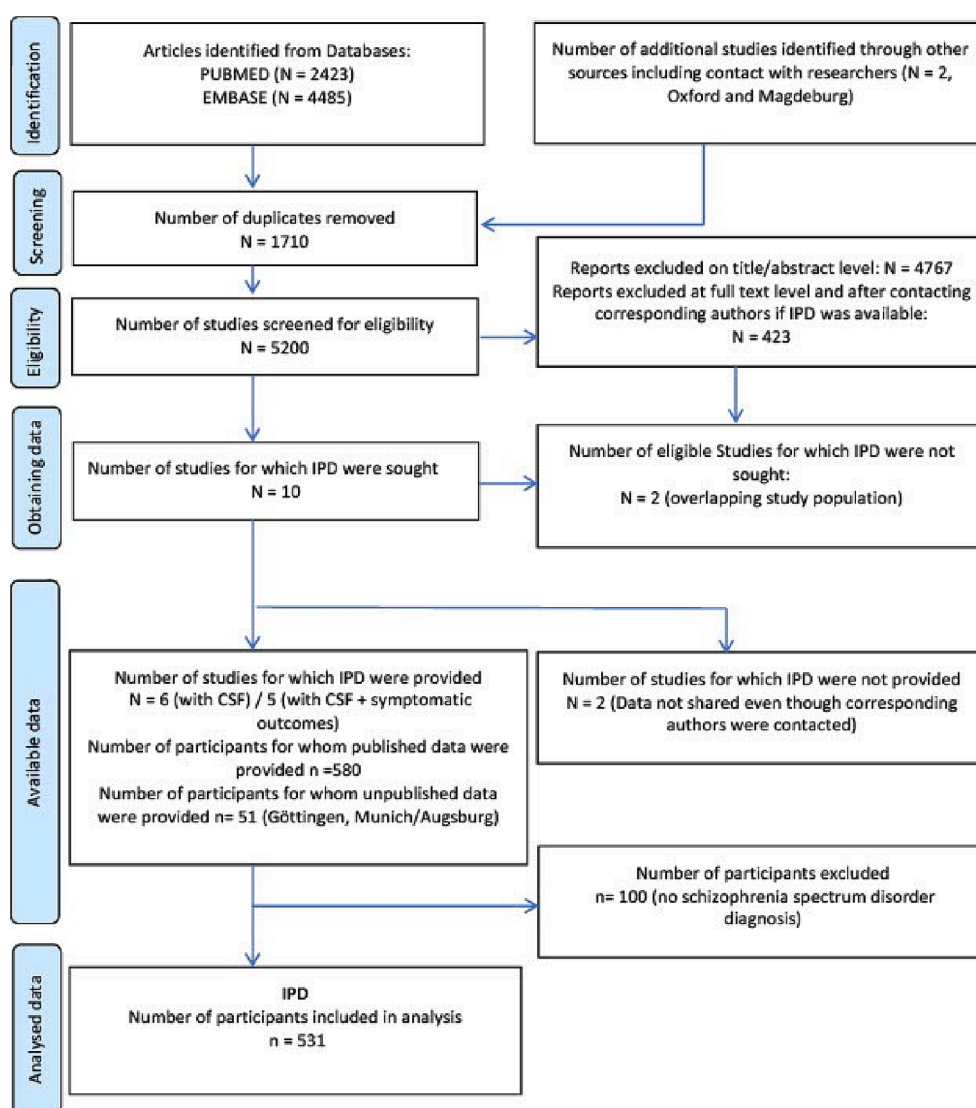 Identification
Articles identified from Databases:
PUBMED (N = 2423)
EMBASE (N = 4485)
Number of additional studies identified through other
sources including contact with researchers (N = 2,
Oxford and Magdeburg)
Screening
Number of duplicates removed
N = 1710
Eligibility
Number of studies screened for eligibility
N = 5200
Reports excluded on title/abstract level: N = 4767
Reports excluded at full text level and after contacting
corresponding authors if IPD was available:
N = 423
Obtaining data
Number of studies for which IPD were sought
N = 10
Number of eligible Studies for which IPD were not
sought:
N = 2 (overlapping study population)
Available data
Number of studies for which IPD were provided
N = 6 (with CSF) / 5 (with CSF + symptomatic
outcomes)
Number of participants for whom published data were
provided n =580
Number of participants for whom unpublished data
were provided n= 51 (Göttingen, Munich/Augsburg)
Number of studies for which IPD were not provided
N = 2 (Data not shared even though corresponding
authors were contacted)
Number of participants excluded
n= 100 (no schizophrenia spectrum disorder
diagnosis)
Analysed data
IPD
Number of participants included in analysis
n = 531